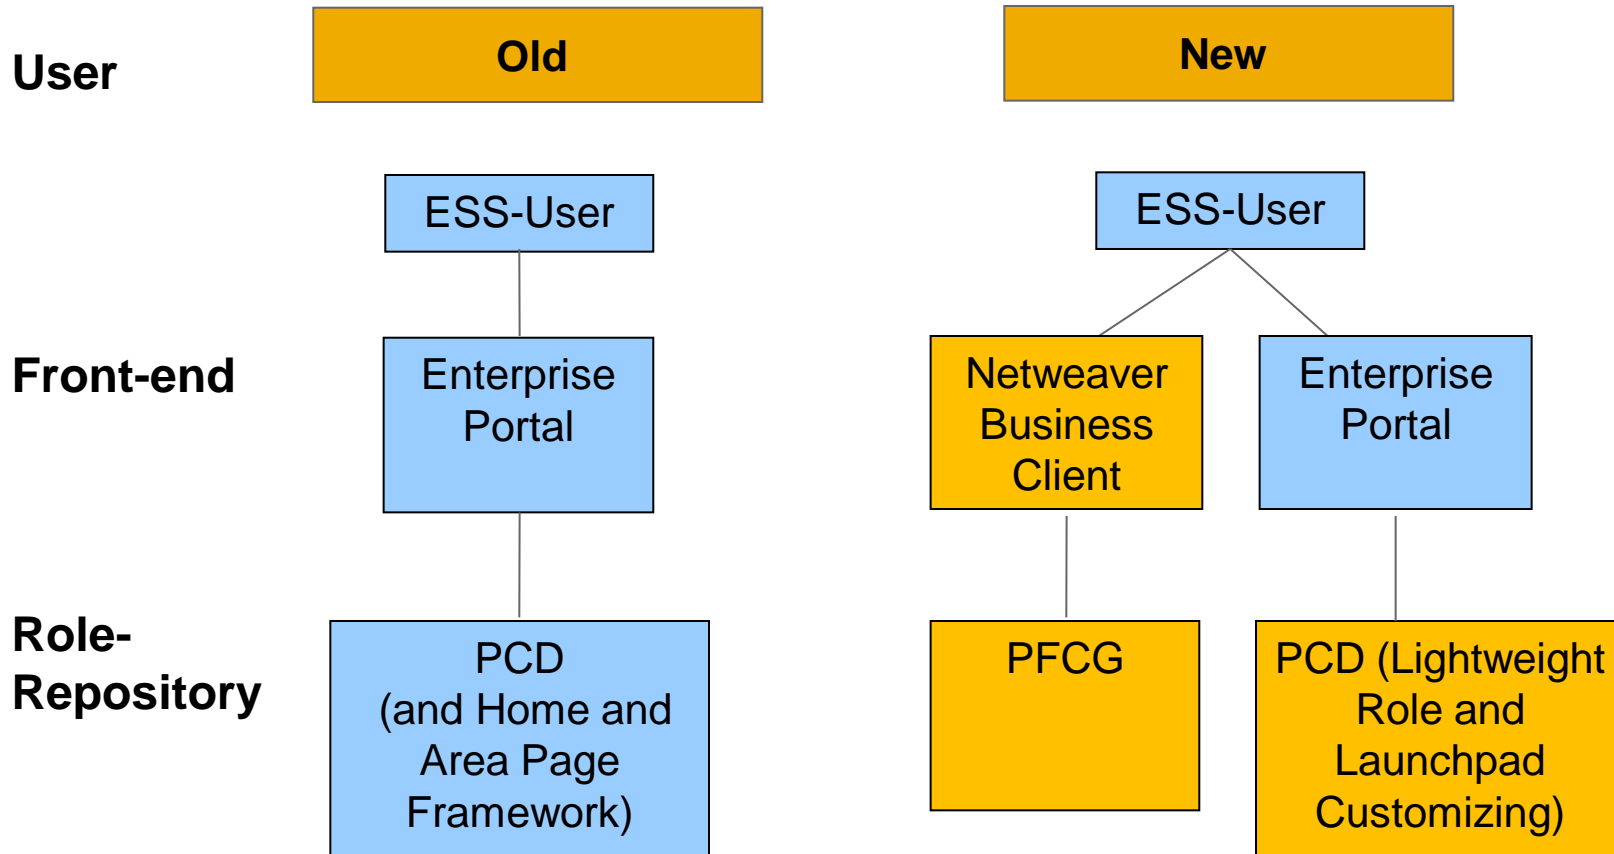 User
Old
New
ESS-User
ESS-User
Front-end
Enterprise
Portal
Netweaver
Business
Client
Enterprise
Portal
Role-
Repository
PCD
(and Home and
Area Page
Framework)
PFCG
PCD (Lightweight
Role and
Launchpad
Customizing)